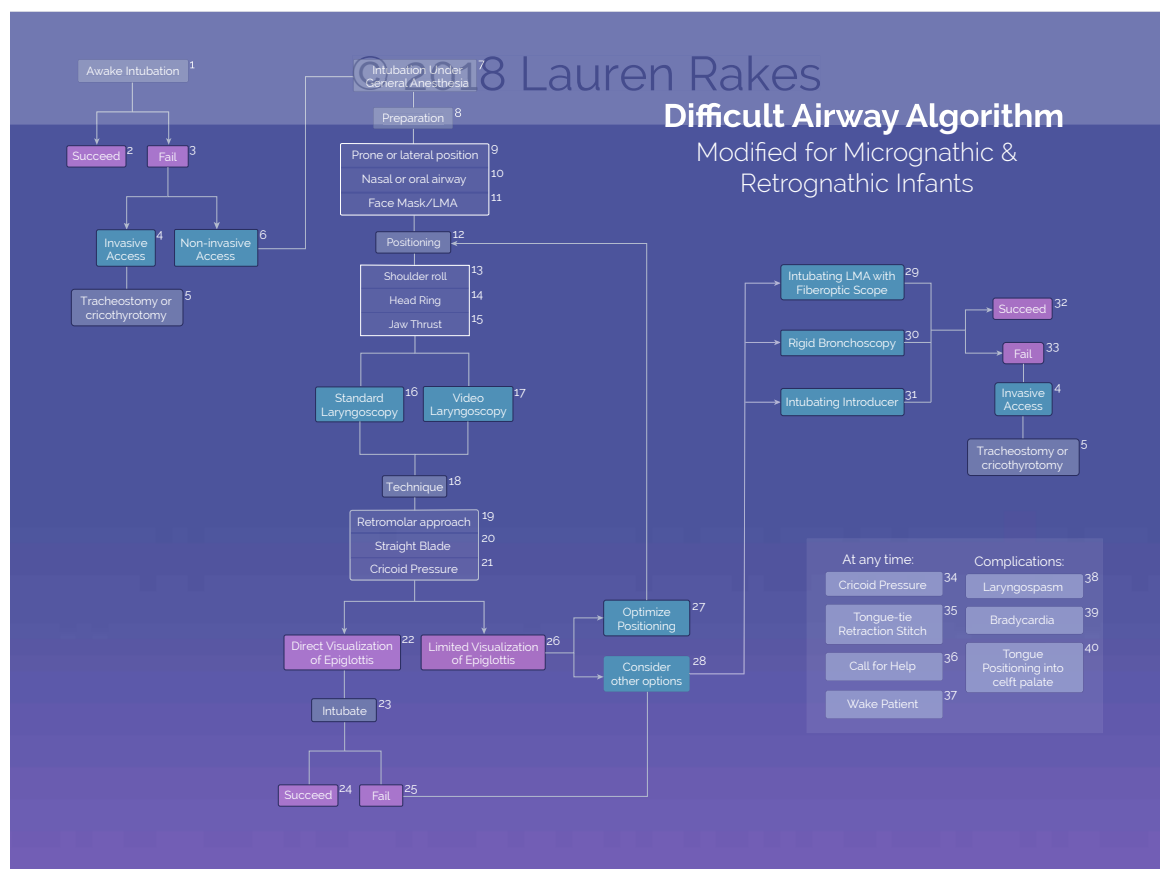 © 2018 Lauren Rakes
Difficult Airway Algorithm
Modified for Micrognathic &
Retrognathic Infants
Awake Intubation 1
Succeed 2
Fail 3
Invasive 4
Access
Tracheostomy or 5
cricothyrotomy
Non-invasive 6
Access
Intubation Under 7
General Anesthesia
Preparation 8
Prone or lateral position 9
Nasal or oral airway 10
Face Mask/LMA 11
Positioning 12
Shoulder roll 13
Head Ring 14
Jaw Thrust 15
Standard 16
Laryngoscopy
Video 17
Laryngoscopy
Technique 18
Retromolar approach 19
Straight Blade 20
Cricoid Pressure 21
Direct Visualization 22
of Epiglottis
Intubate 23
Succeed 24
Fail 25
Limited Visualization 26
of Epiglottis
Optimize 27
Positioning
Consider 28
other options
Intubating LMA with 29
Fiberoptic Scope
Rigid Bronchoscopy 30
Intubating Introducer 31
Succeed 32
Fail 33
Invasive 4
Access
Tracheostomy or 5
cricothyrotomy
At any time:
Cricoid Pressure 34
Tongue-tie 35
Retraction Stitch
Call for Help 36
Wake Patient 37
Complications:
Laryngospasm 38
Bradycardia 39
Tongue 40
Positioning into
celft palate